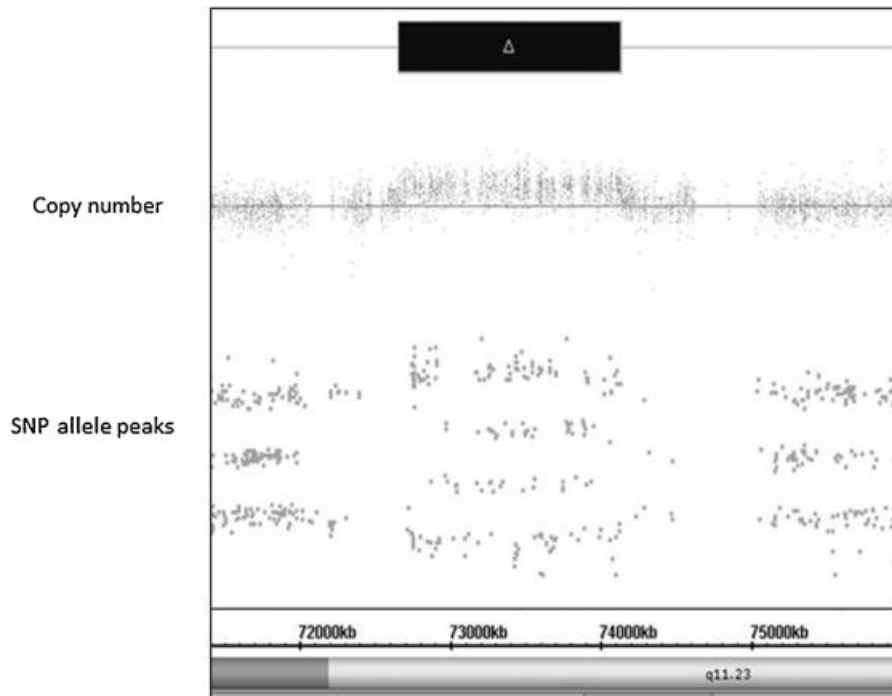 Δ
Copy number
SNP allele peaks
72000kb 73000kb 74000kb 75000kb
q11.23